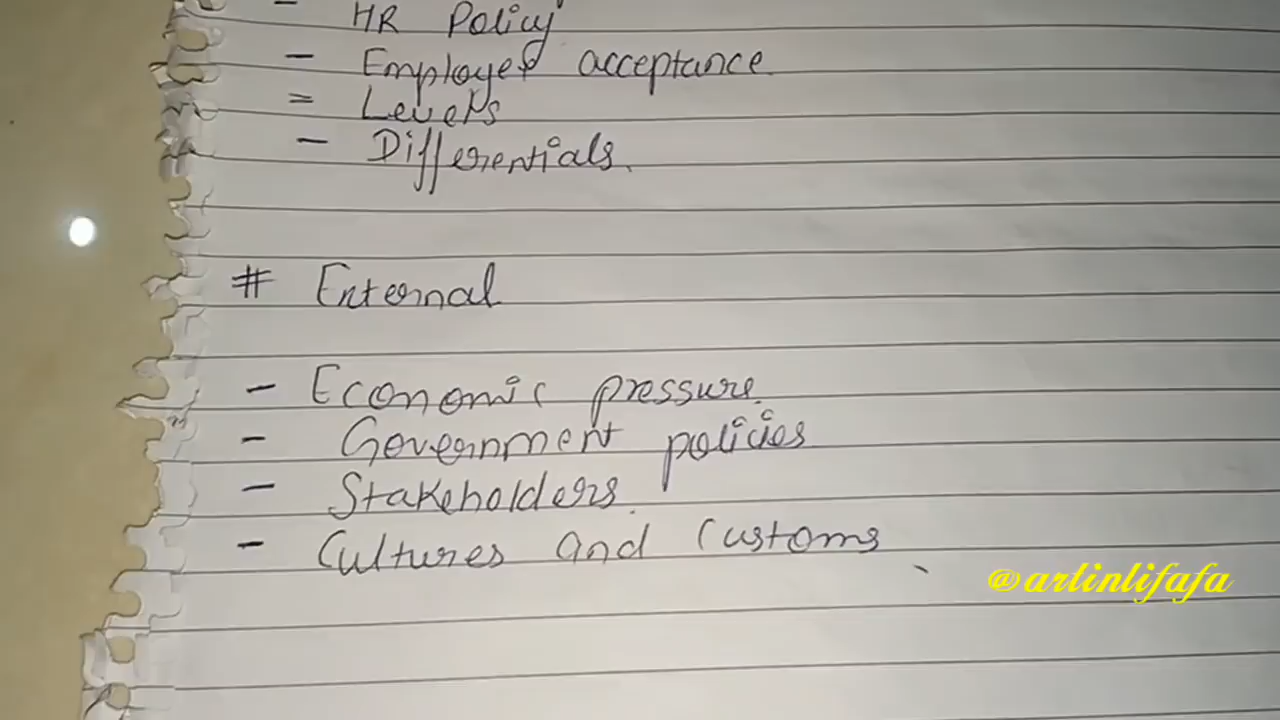 - HR Policy
- Employee acceptance
= Levels
- Differentials.
# External
- Economic pressure.
- Government policies
- Stakeholders.
- Cultures and Customs
@artinlifafa